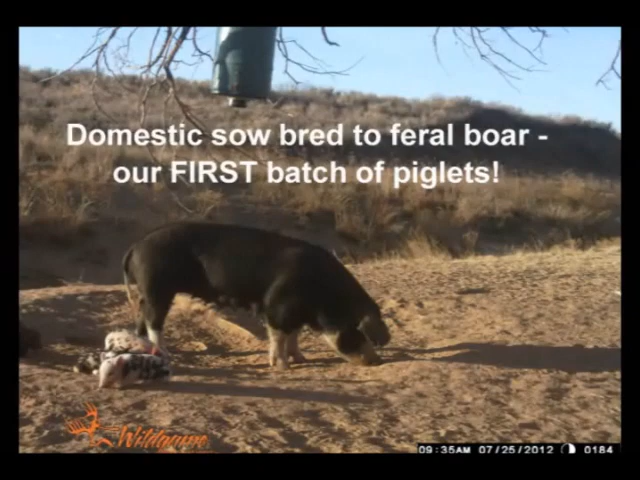 Domestic sow bred to feral boar -
our FIRST batch of piglets!
Wildgame
09:35AM 07/25/2012 0184